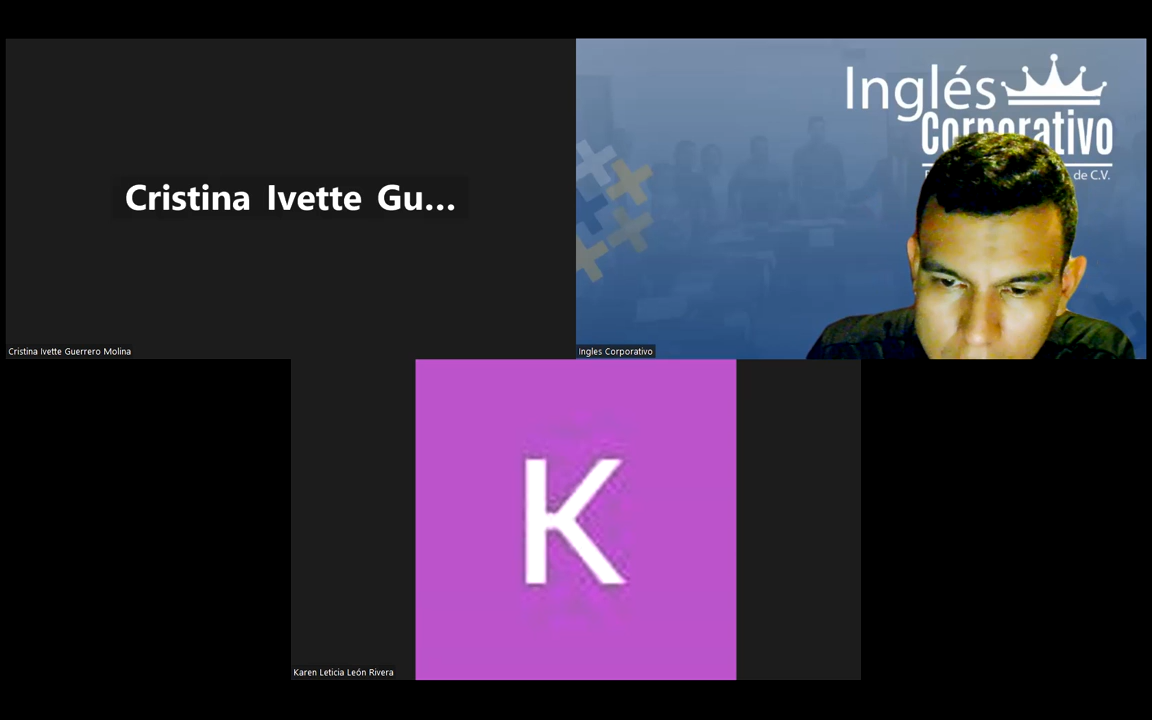 Cristina Ivette Gu...
Cristina Ivette Guerrero Molina
Inglés
Corporativo
de C.V.
Ingles Corporativo
K
Karen Leticia León Rivera